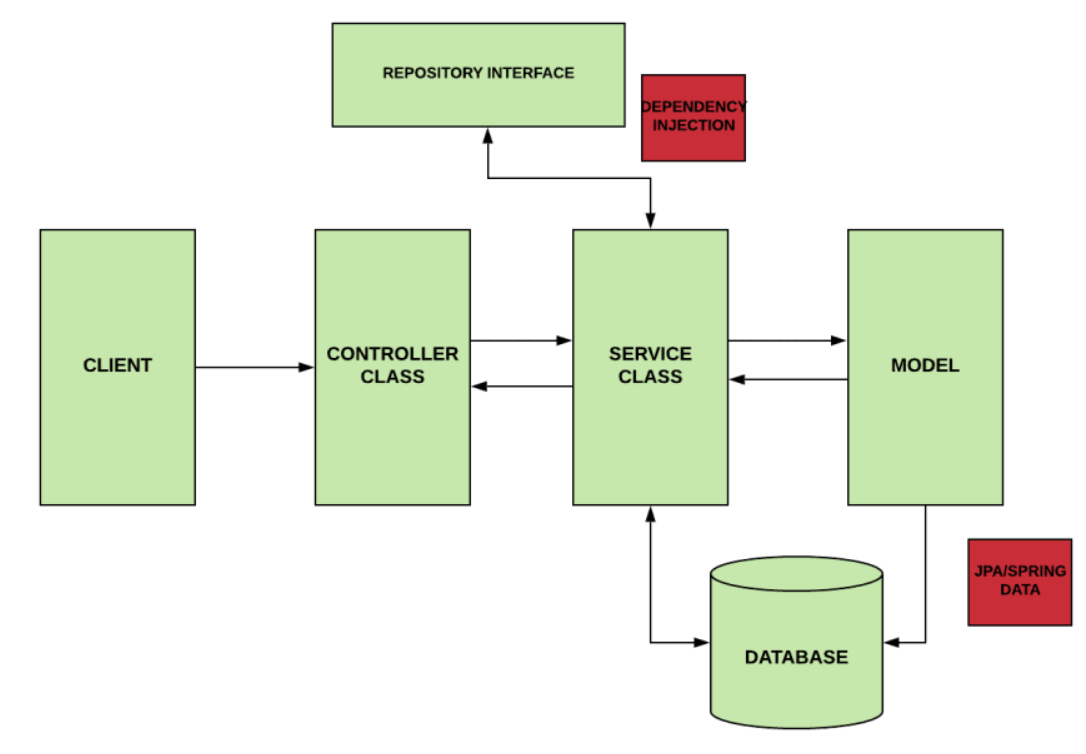 REPOSITORY INTERFACE
DEPENDENCY
INJECTION
CLIENT
CONTROLLER
CLASS
SERVICE
CLASS
MODEL
JPA/SPRING
DATA
DATABASE